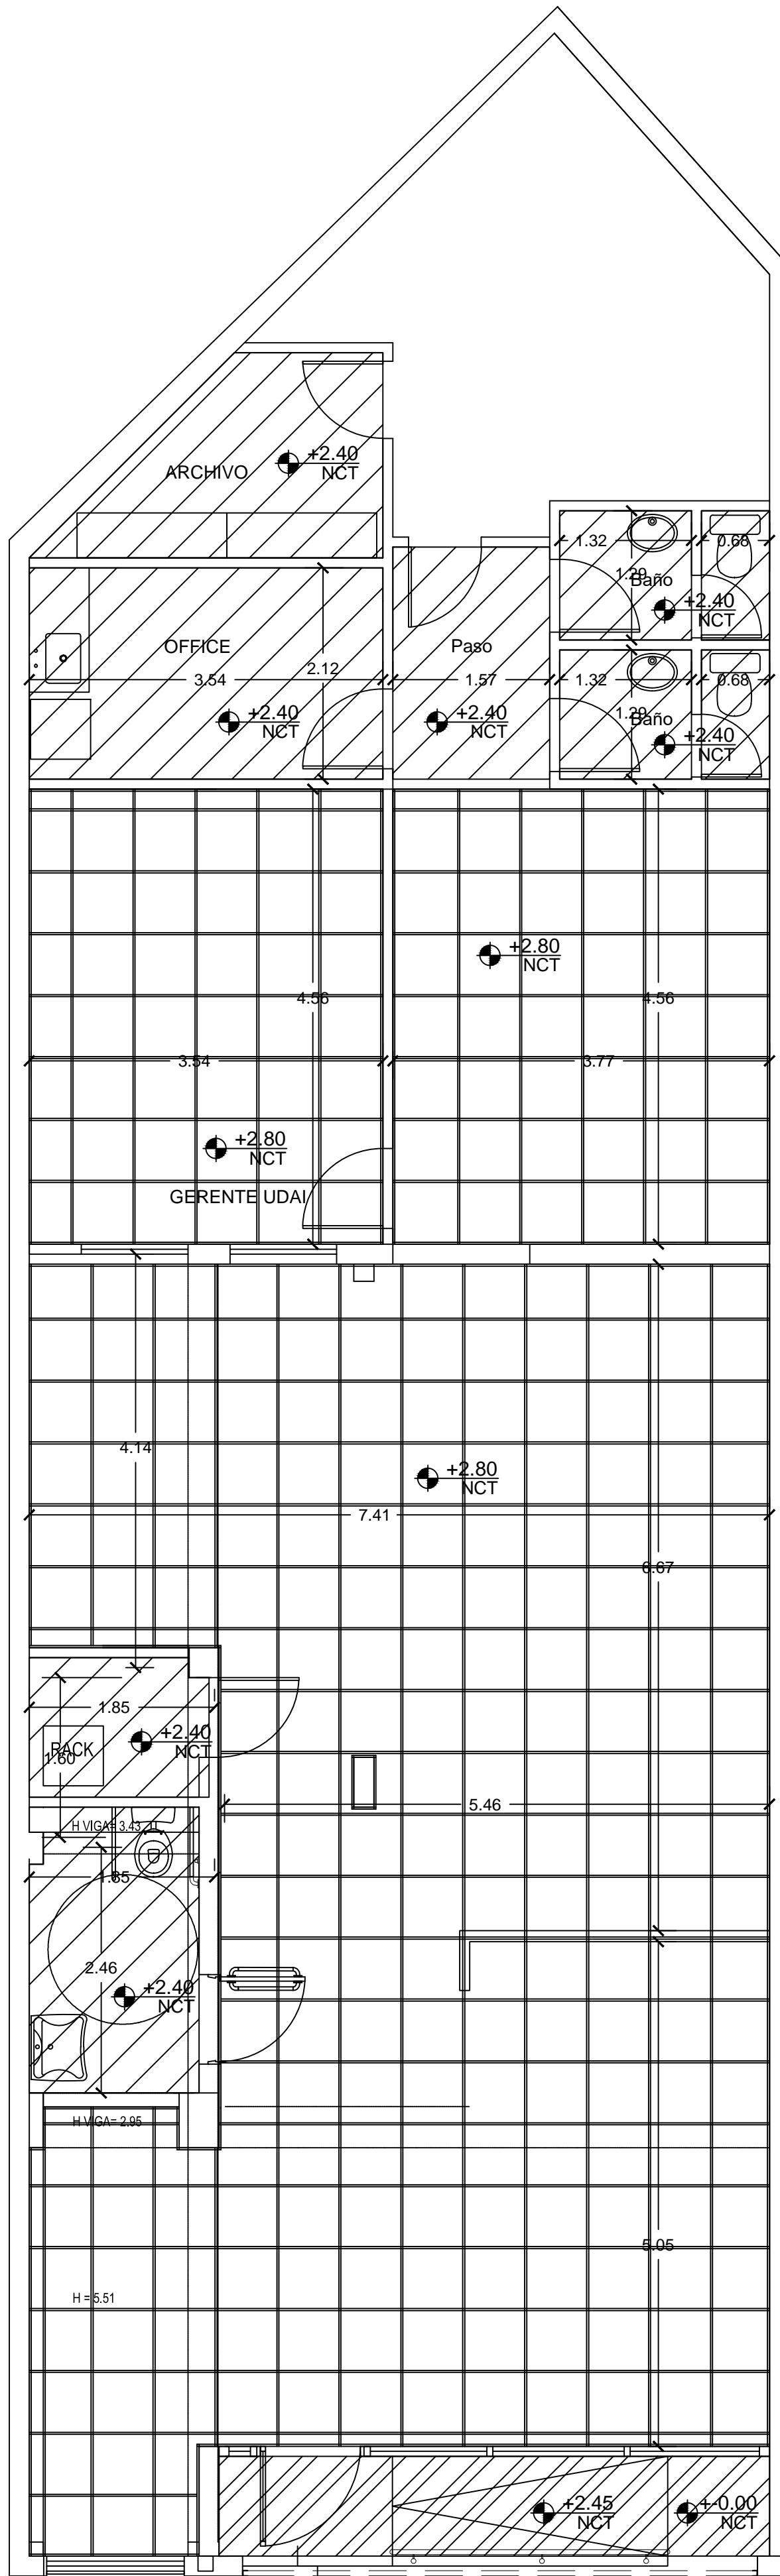 +2.40
NCT
ARCHIVO
1.32
0.68
1.29
Baño
+2.40
NCT
OFFICE
2.12
Paso
3.54
1.57
1.32
0.68
1.29
Baño
+2.40
NCT
+2.40
NCT
+2.40
NCT
+2.80
NCT
4.56
4.56
3.54
3.77
+2.80
NCT
GERENTE UDAI
4.14
+2.80
NCT
7.41
6.67
1.85
+2.40
NCT
RACK
1.60
5.46
H VIGA= 3.43
1.85
2.46
+2.40
NCT
H VIGA= 2.95
5.05
H = 5.51
+2.45
NCT
+-0.00
NCT